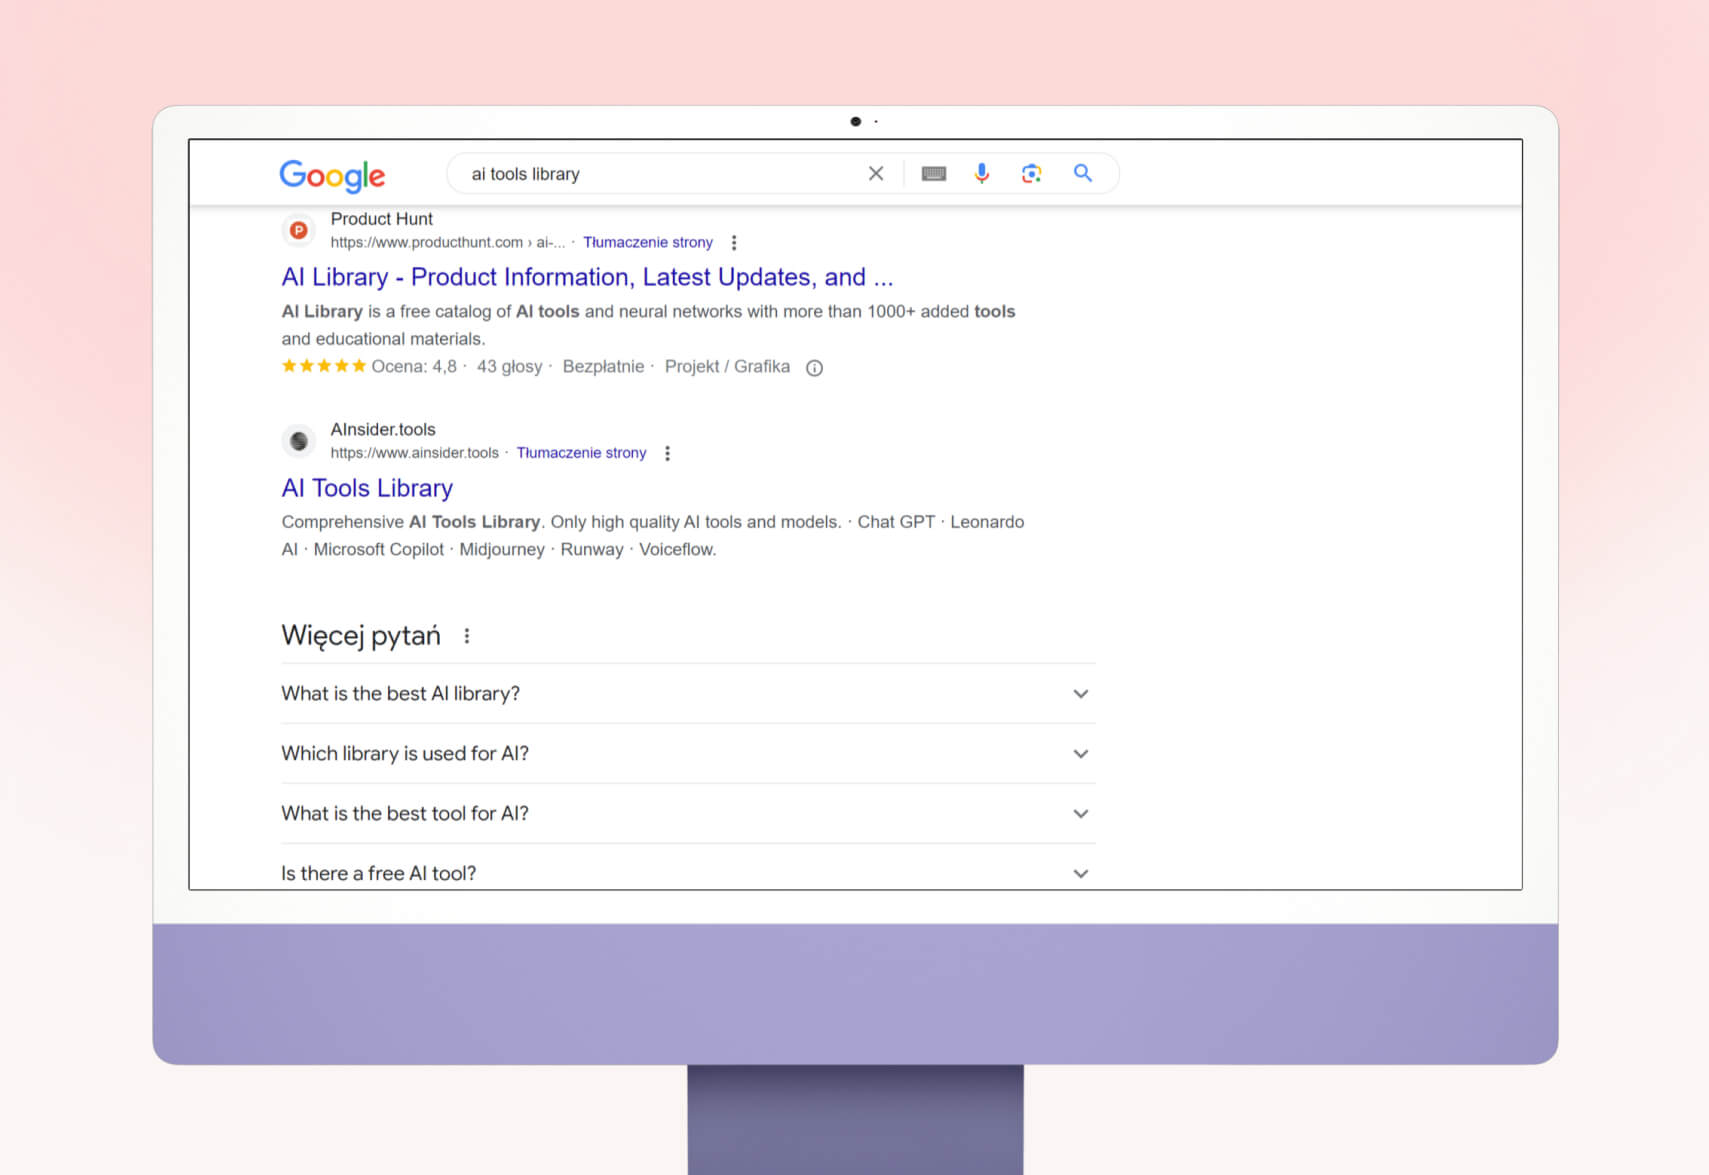 Google
ai tools library
Product Hunt
https://www.producthunt.com › ai-... · Tłumaczenie strony
AI Library - Product Information, Latest Updates, and ...
AI Library is a free catalog of AI tools and neural networks with more than 1000+ added tools
and educational materials.
Ocena: 4,8 · 43 głosy · Bezpłatnie · Projekt / Grafika
AInsider.tools
https://www.ainsider.tools · Tłumaczenie strony
AI Tools Library
Comprehensive AI Tools Library. Only high quality AI tools and models. · Chat GPT · Leonardo
AI · Microsoft Copilot · Midjourney · Runway · Voiceflow.
Więcej pytań
What is the best AI library?
Which library is used for AI?
What is the best tool for AI?
Is there a free AI tool?